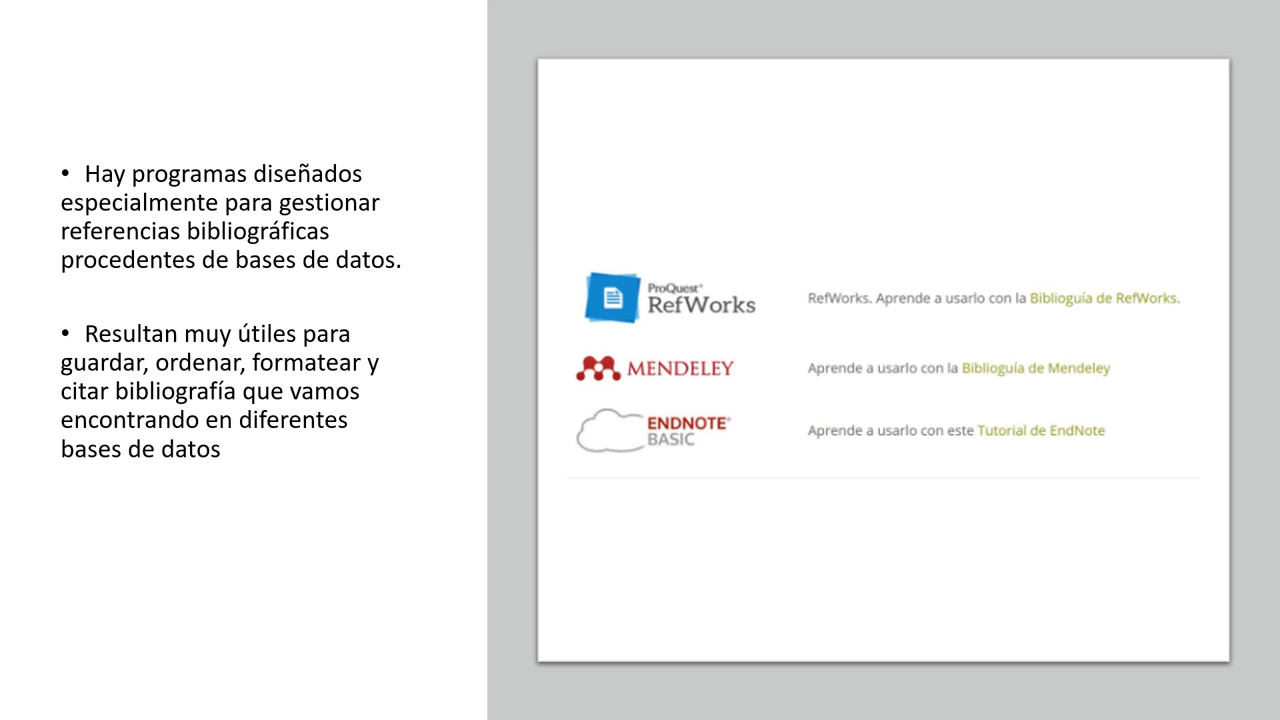 • Hay programas diseñados
especialmente para gestionar
referencias bibliográficas
procedentes de bases de datos.
• Resultan muy útiles para
guardar, ordenar, formatear y
citar bibliografía que vamos
encontrando en diferentes
bases de datos
ProQuest®
RefWorks
RefWorks. Aprende a usarlo con la Biblioguía de RefWorks.
MENDELEY
Aprende a usarlo con la Biblioguía de Mendeley
ENDNOTE®
BASIC
Aprende a usarlo con este Tutorial de EndNote